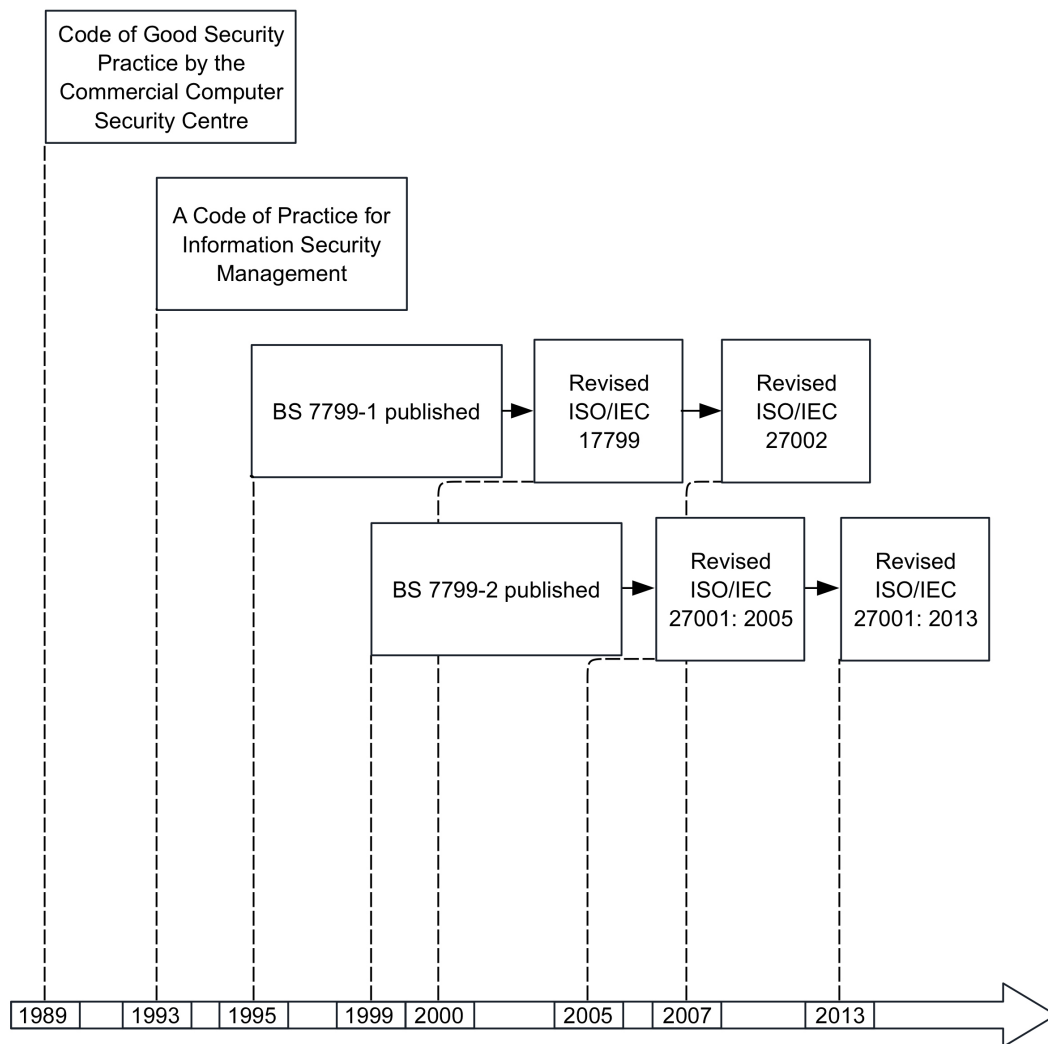 Code of Good Security
Practice by the
Commercial Computer
Security Centre
A Code of Practice for
Information Security
Management
BS 7799-1 published
Revised
ISO/IEC
17799
Revised
ISO/IEC
27002
BS 7799-2 published
Revised
ISO/IEC
27001: 2005
Revised
ISO/IEC
27001: 2013
1989
1993
1995
1999
2000
2005
2007
2013